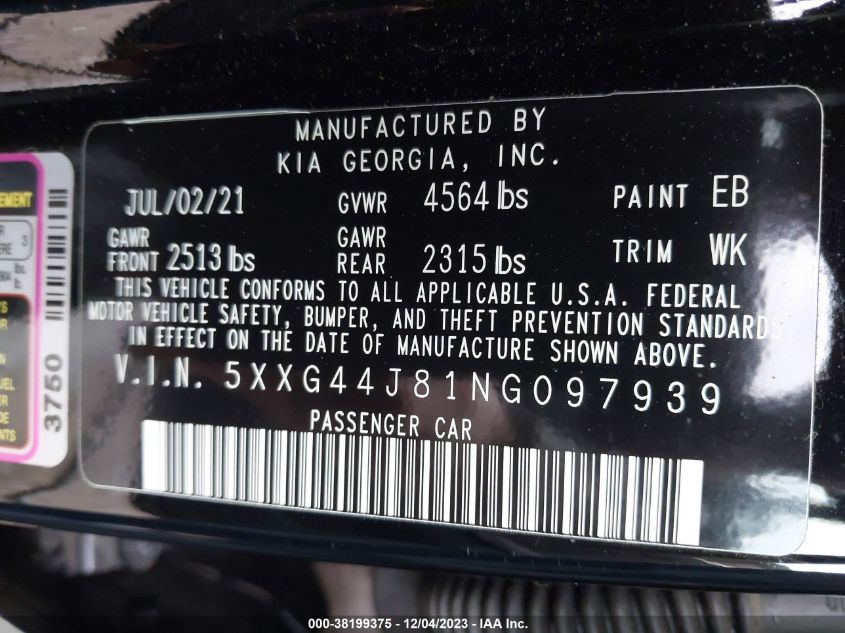 MANUFACTURED BY
KIA GEORGIA, INC.
JUL/02/21 GVWR 4564 lbs PAINT EB
GAWR FRONT 2513 lbs GAWR REAR 2315 lbs TRIM WK
THIS VEHICLE CONFORMS TO ALL APPLICABLE U.S.A. FEDERAL
MOTOR VEHICLE SAFETY, BUMPER, AND THEFT PREVENTION STANDARDS
IN EFFECT ON THE DATE OF MANUFACTURE SHOWN ABOVE.
V.I.N. 5XXG44J81NG097939
PASSENGER CAR
3750
000-38199375 - 12/04/2023 - IAA Inc.